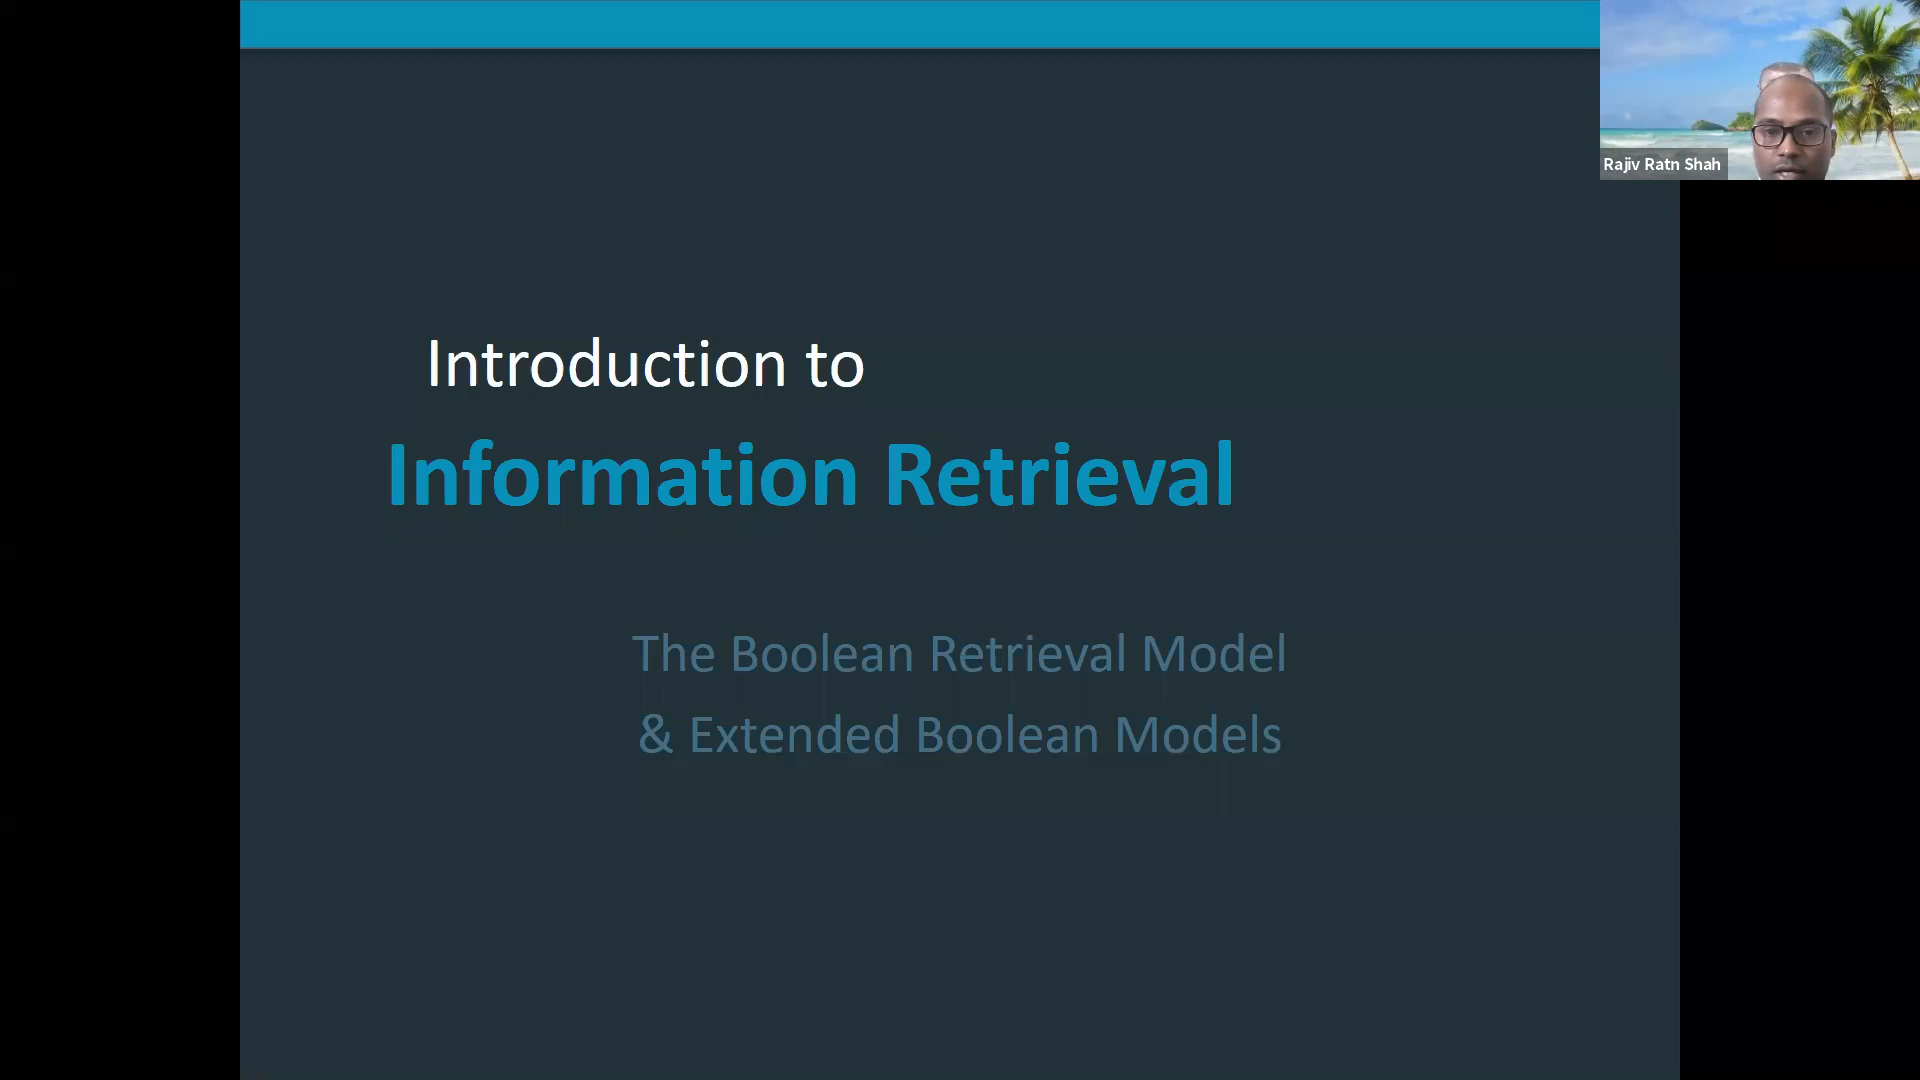 Introduction to
Information Retrieval
The Boolean Retrieval Model
& Extended Boolean Models
Rajiv Ratn Shah